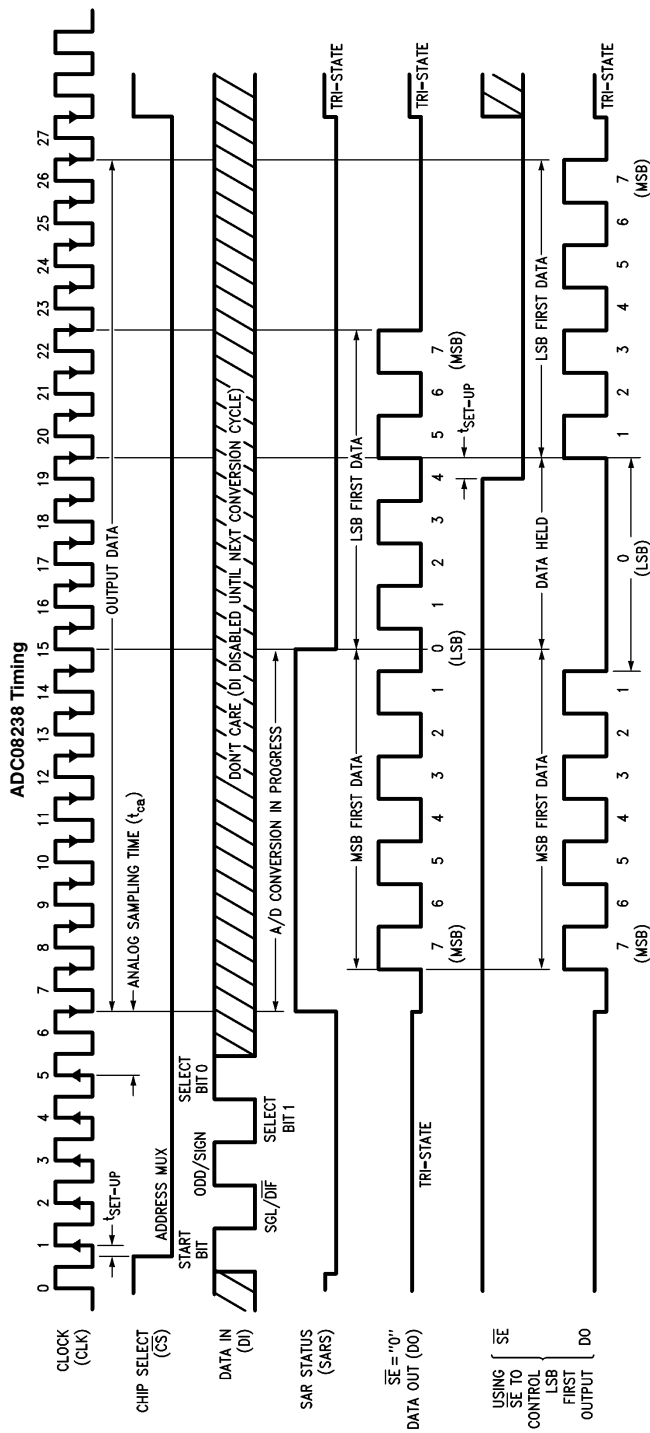 ADC08238 Timing
CLOCK
(CLK)
0 1 2 3 4 5 6 7 8 9 10 11 12 13 14 15 16 17 18 19 20 21 22 23 24 25 26 27
tSET-UP
ANALOG SAMPLING TIME (tca)
OUTPUT DATA
CHIP SELECT
(CS)
ADDRESS MUX
START
BIT
ODD/SIGN
SELECT
BIT 0
DATA IN
(DI)
SGL/DIF
SELECT
BIT 1
DON'T CARE (DI DISABLED UNTIL NEXT CONVERSION CYCLE)
SAR STATUS
(SARS)
A/D CONVERSION IN PROGRESS
TRI-STATE
MSB FIRST DATA
LSB FIRST DATA
SE = "0"
DATA OUT (DO)
TRI-STATE
TRI-STATE
7 6 5 4 3 2 1 0 1 2 3 4 5 6 7
(MSB) (LSB) (MSB)
tSET-UP
USING
SE TO
CONTROL
LSB
FIRST
OUTPUT
SE
MSB FIRST DATA
DATA HELD
LSB FIRST DATA
DO
TRI-STATE
7 6 5 4 3 2 1 0 1 2 3 4 5 6 7
(MSB) (LSB) (MSB)